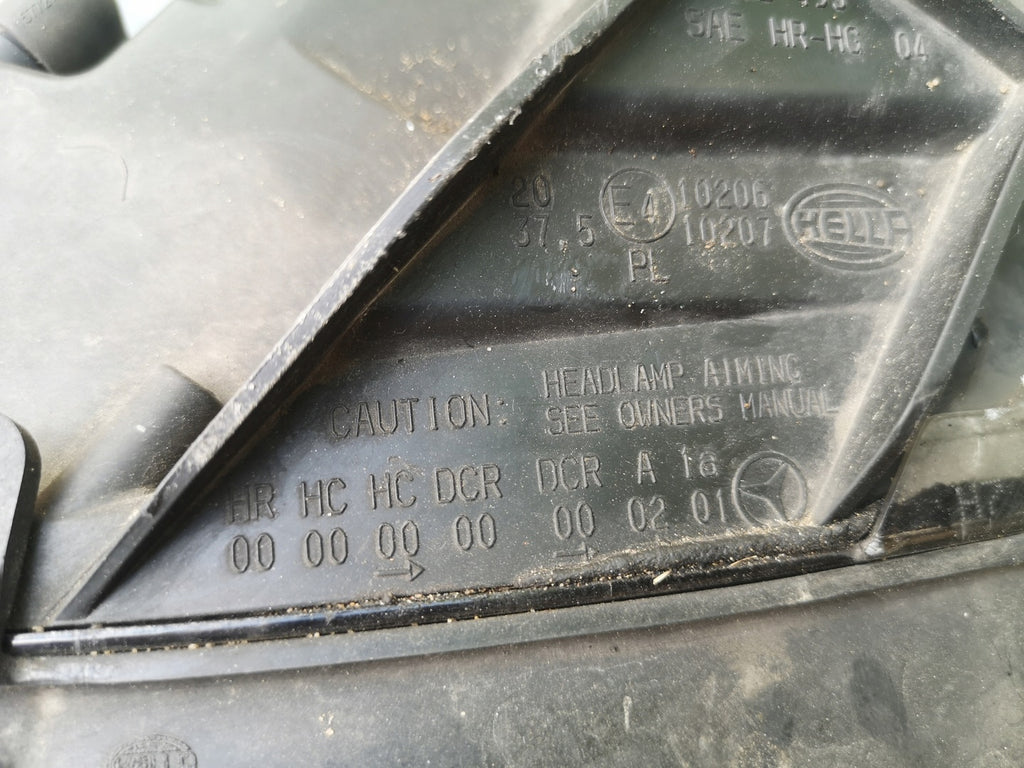 SAE HR-HC 04
20 E4 10206 HELLA
37,5 10207
PL
CAUTION: HEADLAMP AIMING
SEE OWNERS MANUAL
HR HC HC DCR DCR A 1a
00 00 00 00 00 02 01
→ →